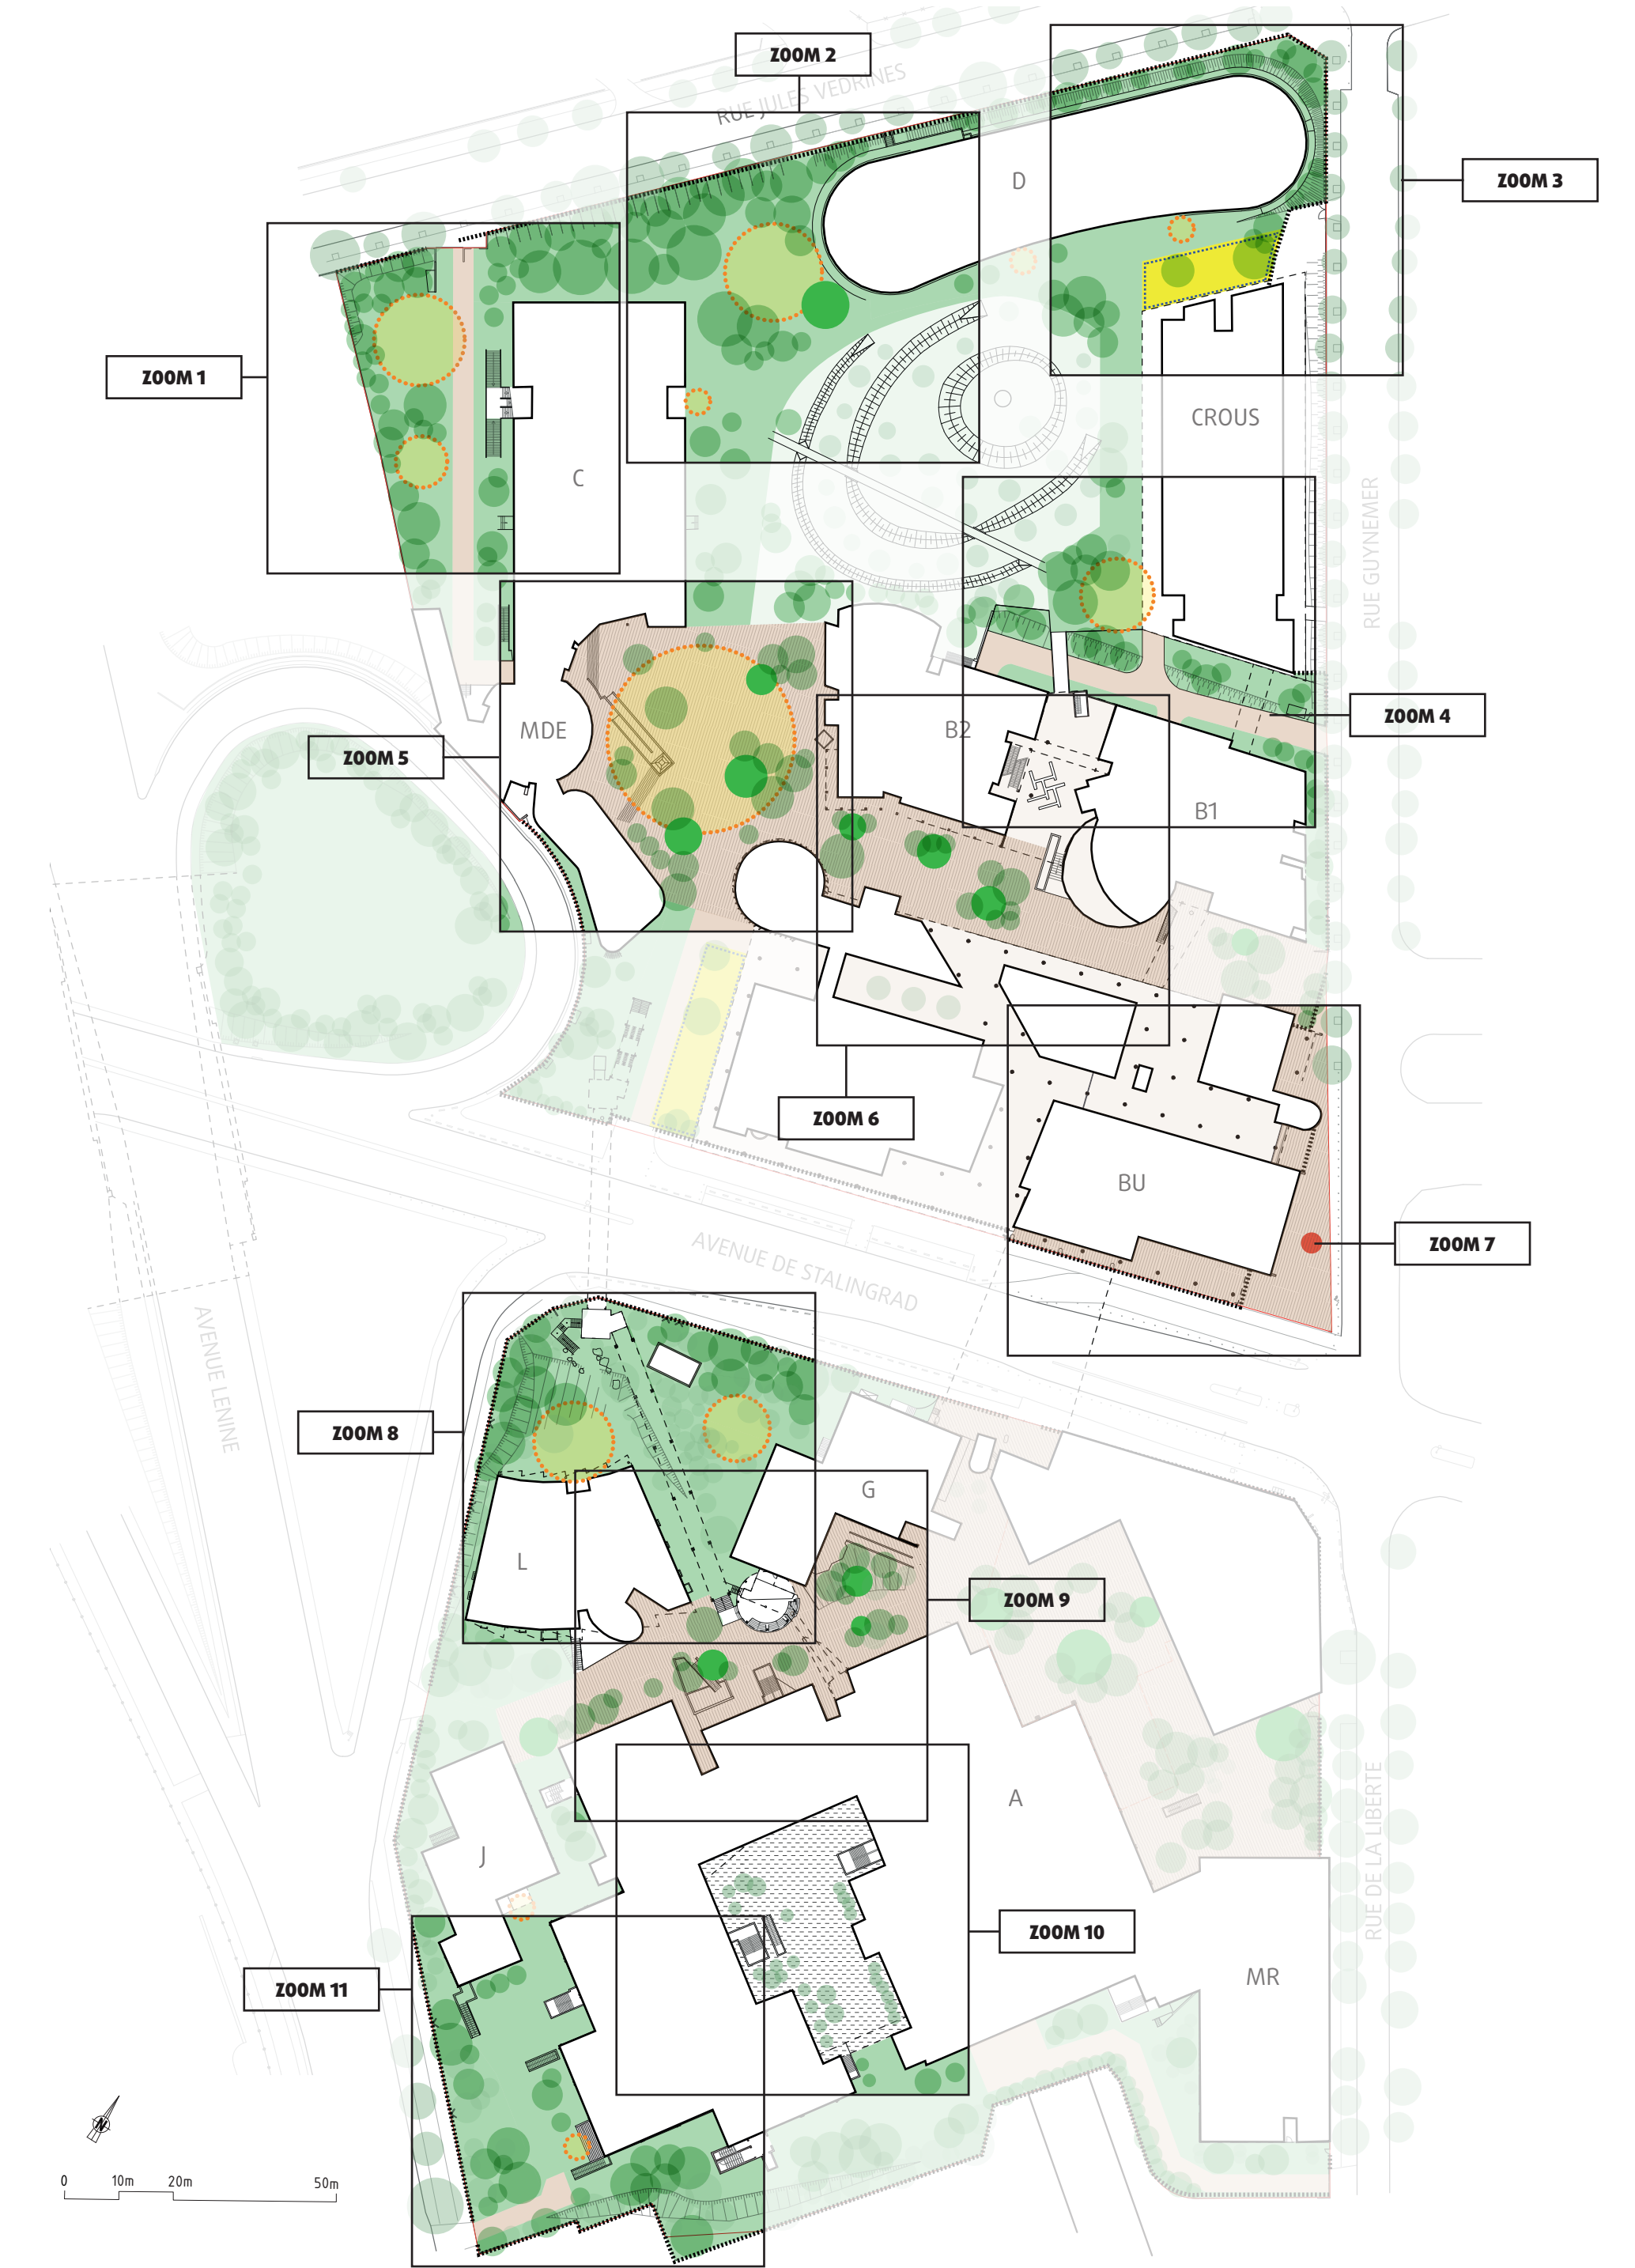 ZOOM 2
RUE JULES VEDRINES
D
ZOOM 3
ZOOM 1
CROUS
C
RUE GUYNEMER
MDE
B2
ZOOM 4
ZOOM 5
B1
ZOOM 6
BU
ZOOM 7
AVENUE DE STALINGRAD
AVENUE LENINE
ZOOM 8
G
L
ZOOM 9
A
J
RUE DE LA LIBERTE
ZOOM 10
MR
ZOOM 11
N
0 10m 20m 50m